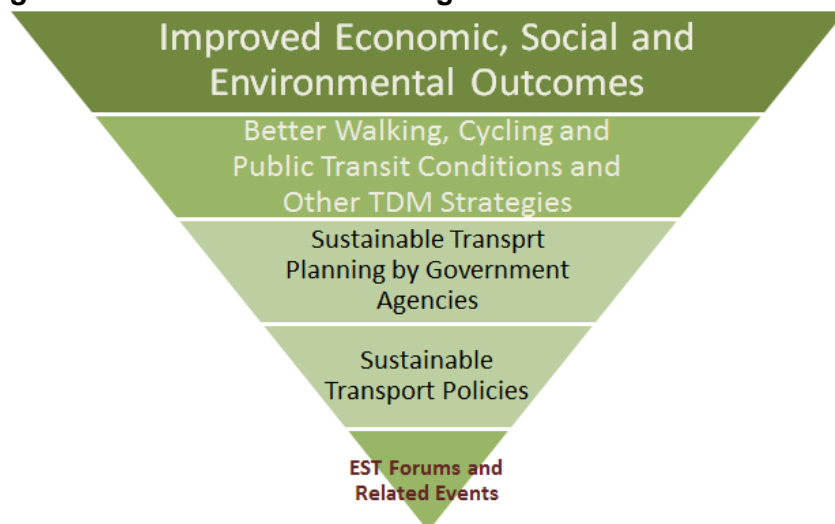 Improved Economic, Social and
Environmental Outcomes
Better Walking, Cycling and
Public Transit Conditions and
Other TDM Strategies
Sustainable Transprt
Planning by Government
Agencies
Sustainable
Transport Policies
EST Forums and
Related Events